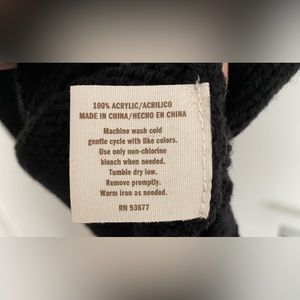 100% ACRYLIC/ACRILICO
MADE IN CHINA/HECHO EN CHINA
Machine wash cold
gentle cycle with like colors.
Use only non-chlorine
bleach when needed.
Tumble dry low.
Remove promptly.
Warm iron as needed.
RN 93677